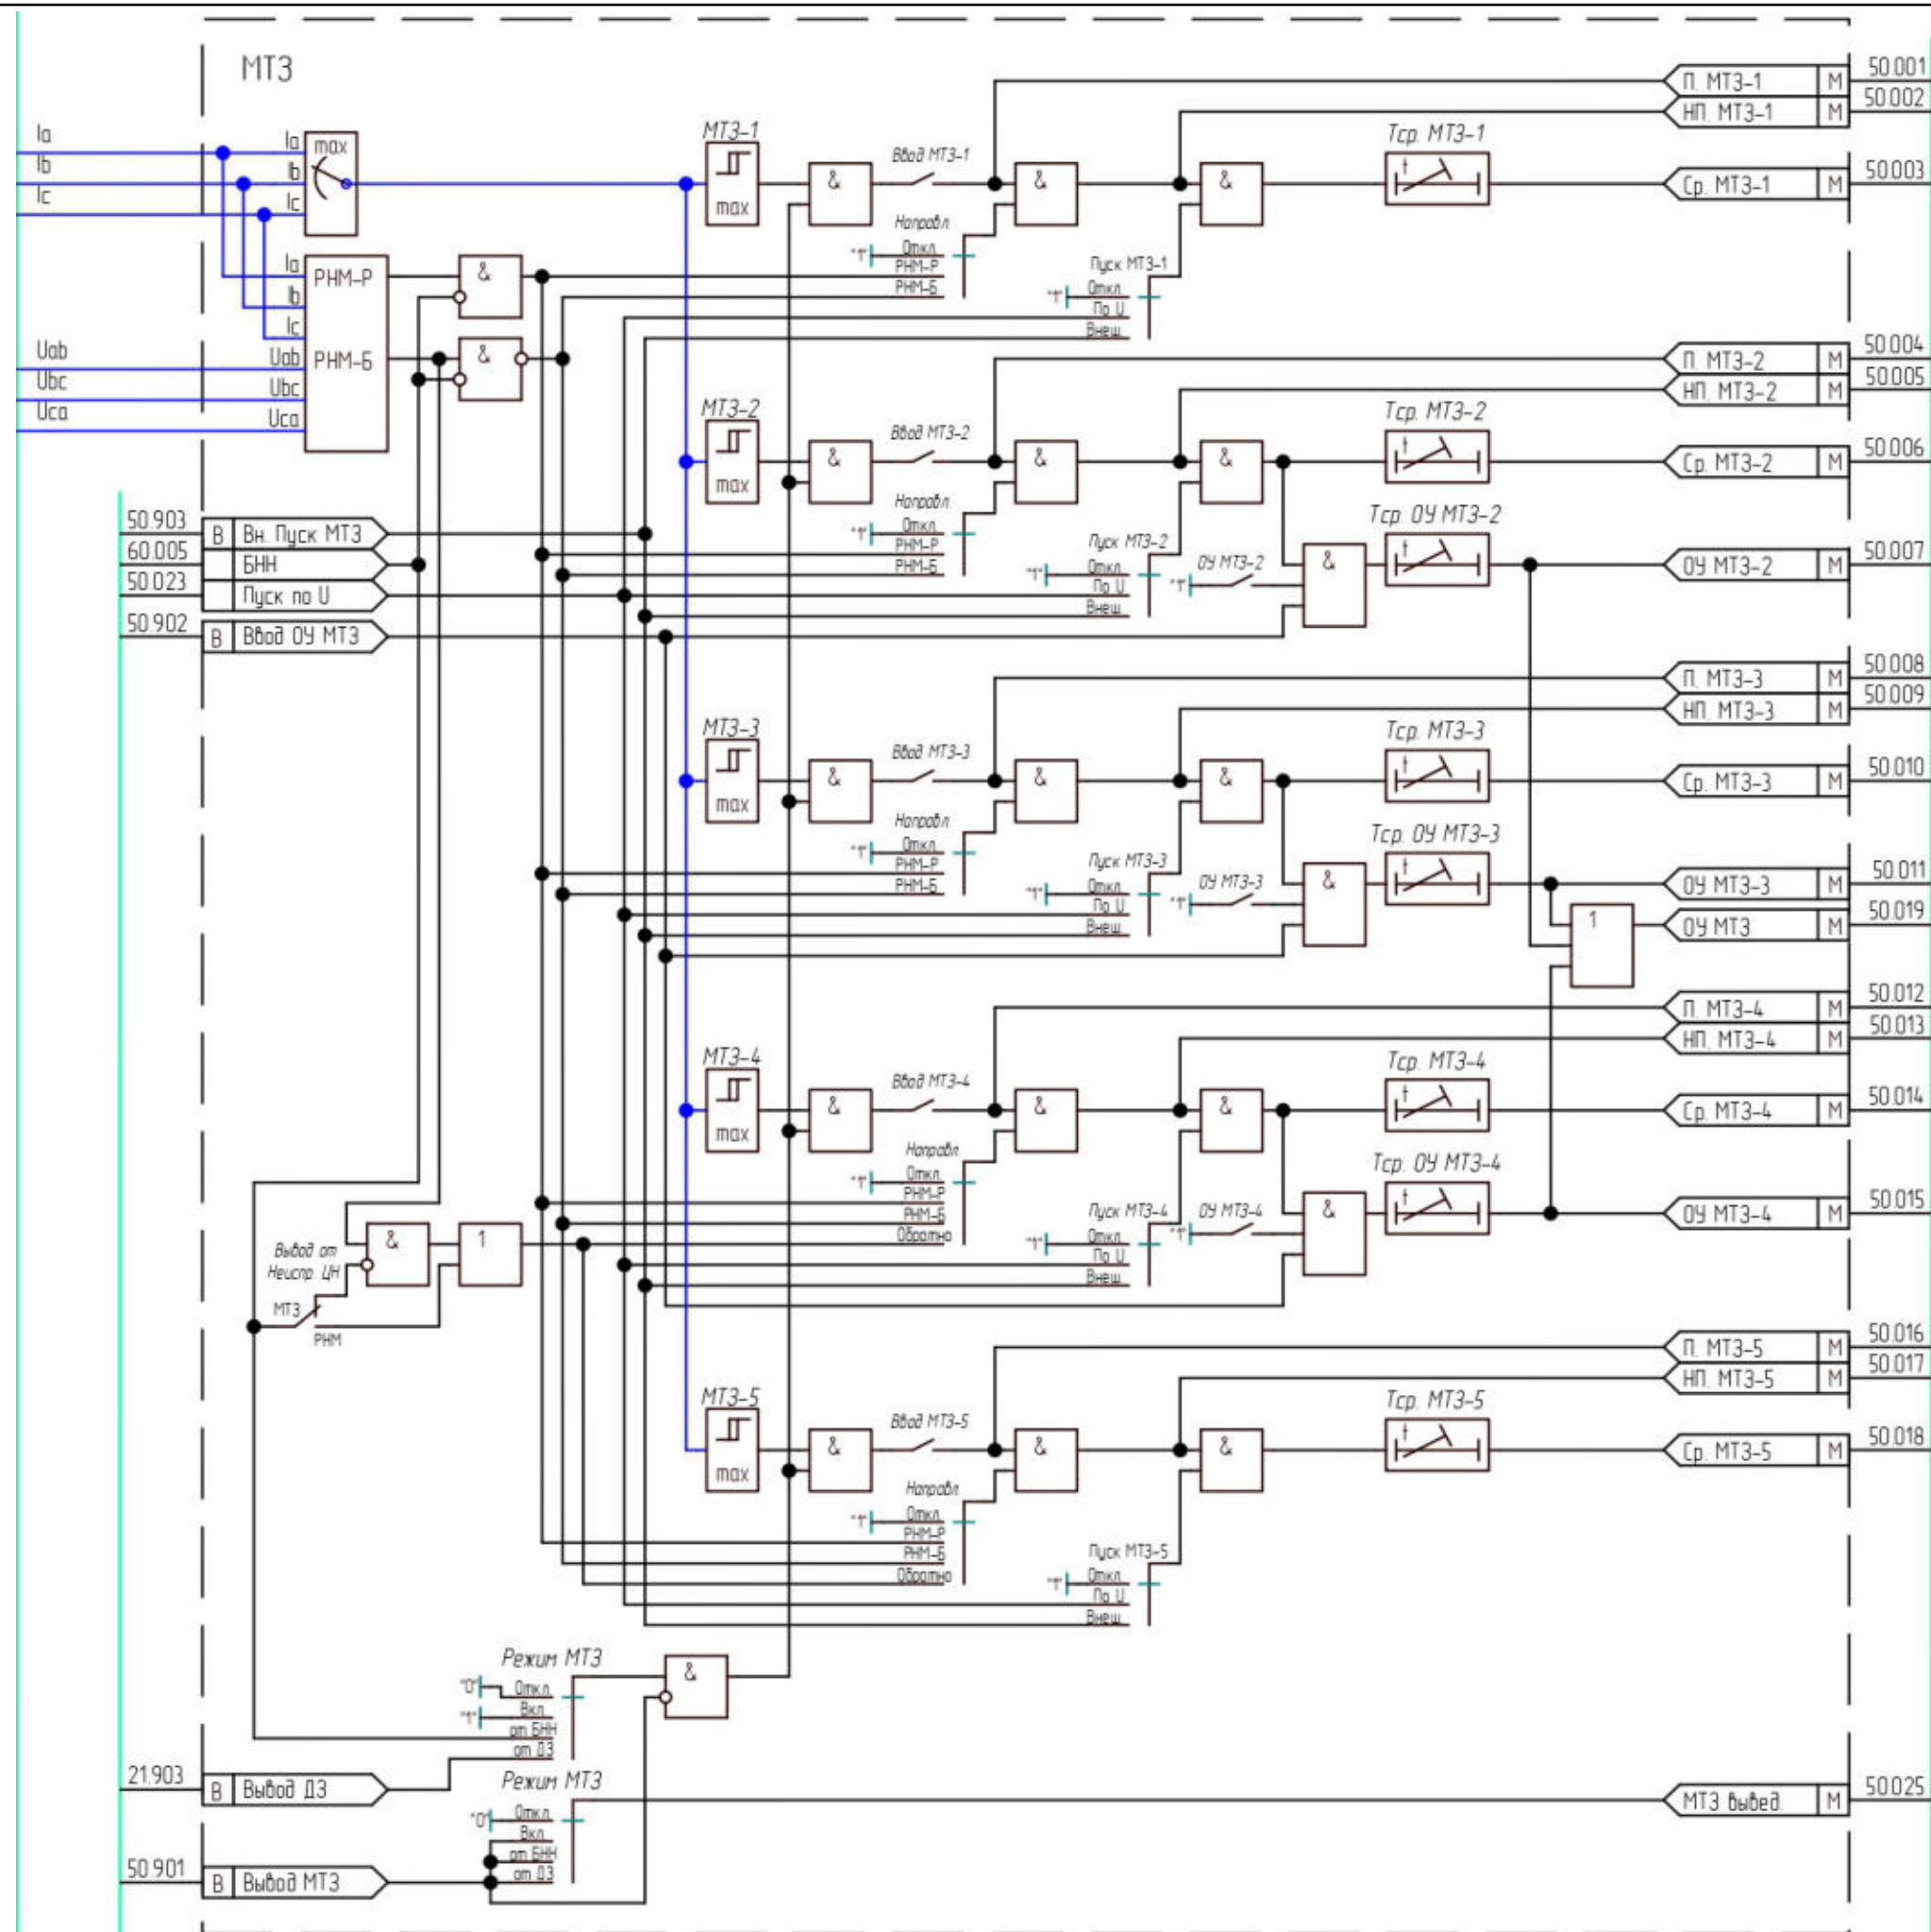 МТЗ
50.001
П. МТЗ-1 М
50.002
НП. МТЗ-1 М
Ia
Ib
Ic
Ia
Ib
Ic
max
МТЗ-1
max
&
Ввод МТЗ-1
&
&
Тср. МТЗ-1
t
50.003
Ср. МТЗ-1 М
Направл
"1" Откл.
РНМ-Р
РНМ-Б
Пуск МТЗ-1
"1" Откл.
По U
Внеш.
Ia
Ib
Ic
РНМ-Р
РНМ-Б
&
&
Uab
Ubc
Uca
Uab
Ubc
Uca
50.004
П. МТЗ-2 М
50.005
НП. МТЗ-2 М
МТЗ-2
max
&
Ввод МТЗ-2
&
&
Тср. МТЗ-2
t
50.006
Ср. МТЗ-2 М
Направл
"1" Откл.
РНМ-Р
РНМ-Б
Пуск МТЗ-2
"1" Откл.
По U
Внеш.
ОУ МТЗ-2
"1"
&
Тср. ОУ МТЗ-2
t
50.007
ОУ МТЗ-2 М
50.903
В Вн. Пуск МТЗ
60.005
БНН
50.023
Пуск по U
50.902
В Ввод ОУ МТЗ
50.008
П. МТЗ-3 М
50.009
НП. МТЗ-3 М
МТЗ-3
max
&
Ввод МТЗ-3
&
&
Тср. МТЗ-3
t
50.010
Ср. МТЗ-3 М
Направл
"1" Откл.
РНМ-Р
РНМ-Б
Пуск МТЗ-3
"1" Откл.
По U
Внеш.
ОУ МТЗ-3
"1"
&
Тср. ОУ МТЗ-3
t
50.011
ОУ МТЗ-3 М
1
50.019
ОУ МТЗ М
50.012
П. МТЗ-4 М
50.013
НП. МТЗ-4 М
МТЗ-4
max
&
Ввод МТЗ-4
&
&
Тср. МТЗ-4
t
50.014
Ср. МТЗ-4 М
Направл
"1" Откл.
РНМ-Р
РНМ-Б
Обратно
Пуск МТЗ-4
"1" Откл.
По U
Внеш.
ОУ МТЗ-4
"1"
&
Тср. ОУ МТЗ-4
t
50.015
ОУ МТЗ-4 М
Вывод от
Неиспр. ЦН
МТЗ
РНМ
&
1
50.016
П. МТЗ-5 М
50.017
НП. МТЗ-5 М
МТЗ-5
max
&
Ввод МТЗ-5
&
&
Тср. МТЗ-5
t
50.018
Ср. МТЗ-5 М
Направл
"1" Откл.
РНМ-Р
РНМ-Б
Обратно
Пуск МТЗ-5
"1" Откл.
По U
Внеш.
Режим МТЗ
"0" Откл.
"1" Вкл.
от БНН
от ДЗ
&
21.903
В Вывод ДЗ
Режим МТЗ
"0" Откл.
Вкл.
от БНН
от ДЗ
50.025
МТЗ вывед. М
50.901
В Вывод МТЗ